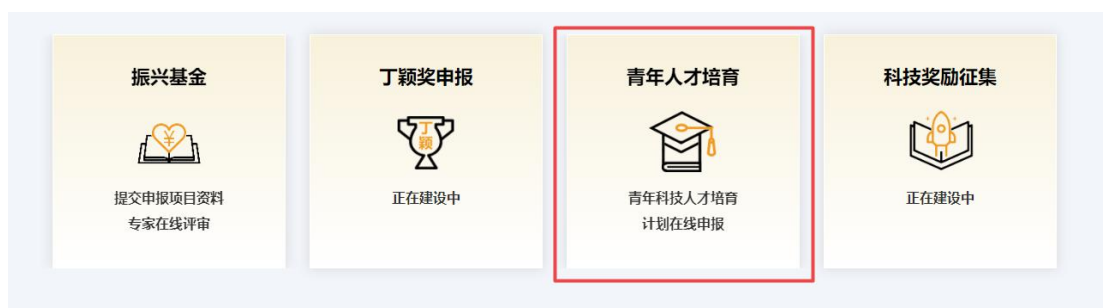 振兴基金
¥
提交申报项目资料
专家在线评审
丁颖奖申报
丁
颖
正在建设中
青年人才培育
青年科技人才培育
计划在线申报
科技奖励征集
正在建设中